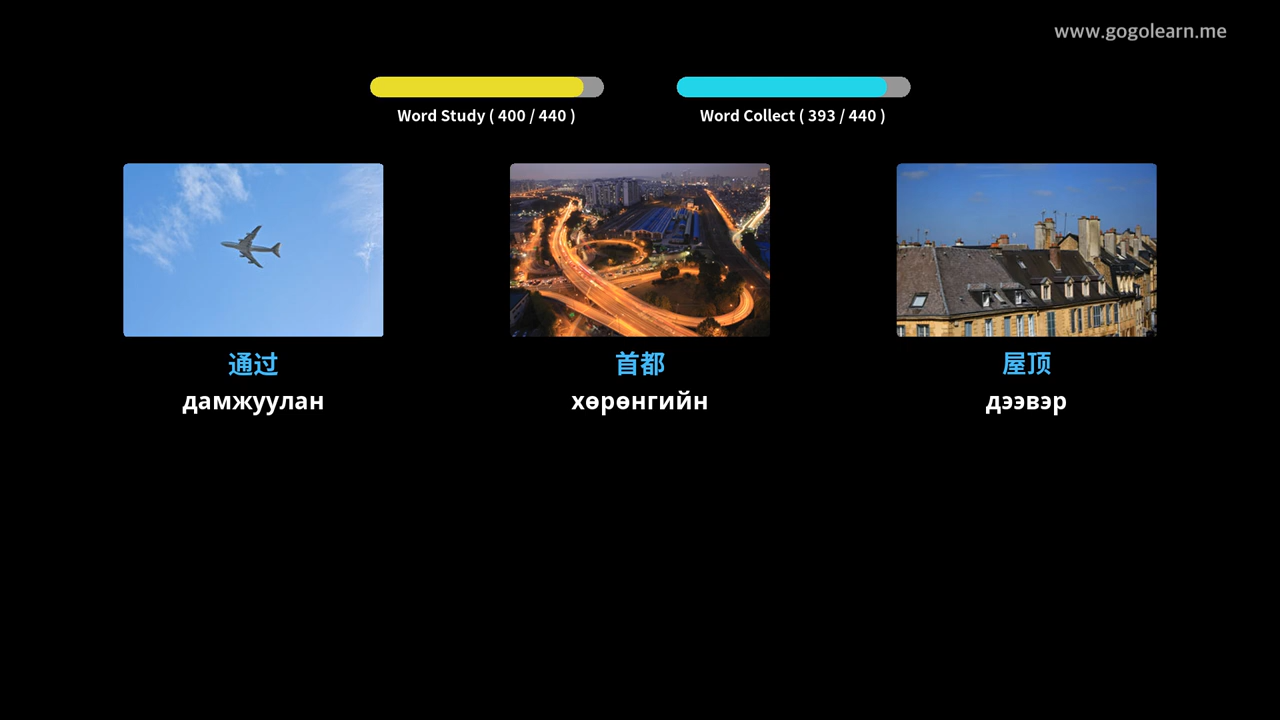 www.gogolearn.me
Word Study ( 400 / 440 )
Word Collect ( 393 / 440 )
通过
首都
屋顶
дамжуулан
хөрөнгийн
дээвэр